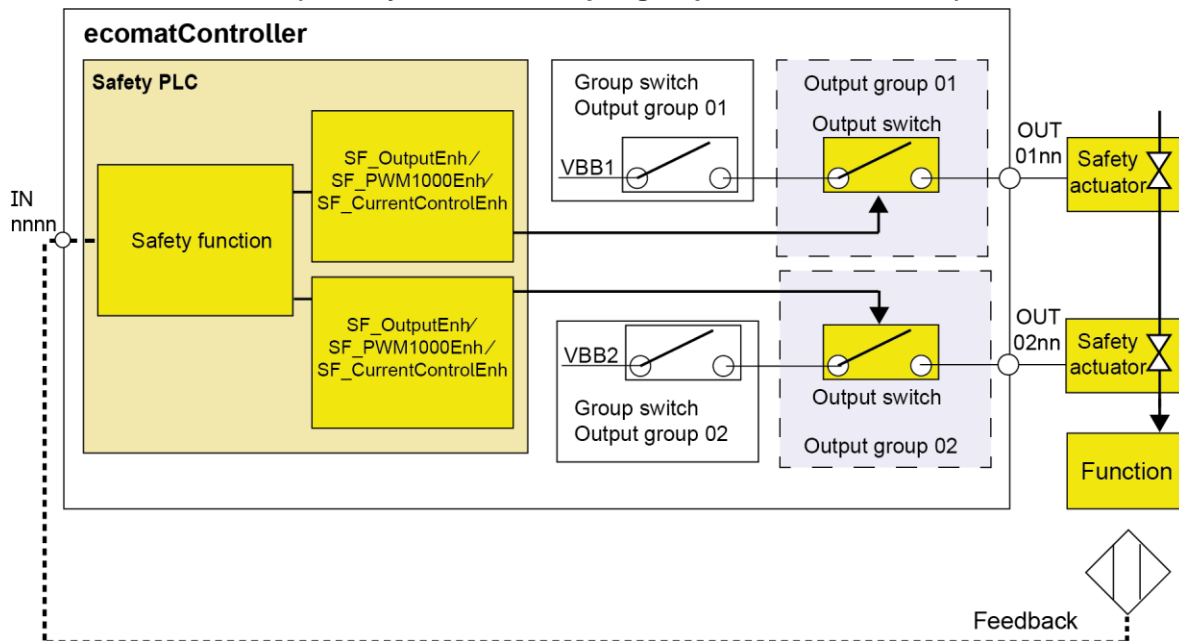 ecomatController
Safety PLC
Safety function
SF_OutputEnh/
SF_PWM1000Enh/
SF_CurrentControlEnh
SF_OutputEnh/
SF_PWM1000Enh/
SF_CurrentControlEnh
IN
nnnn
Group switch
Output group 01
VBB1
Output group 01
Output switch
OUT
01nn
Safety
actuator
VBB2
Group switch
Output group 02
Output switch
Output group 02
OUT
02nn
Safety
actuator
Function
Feedback